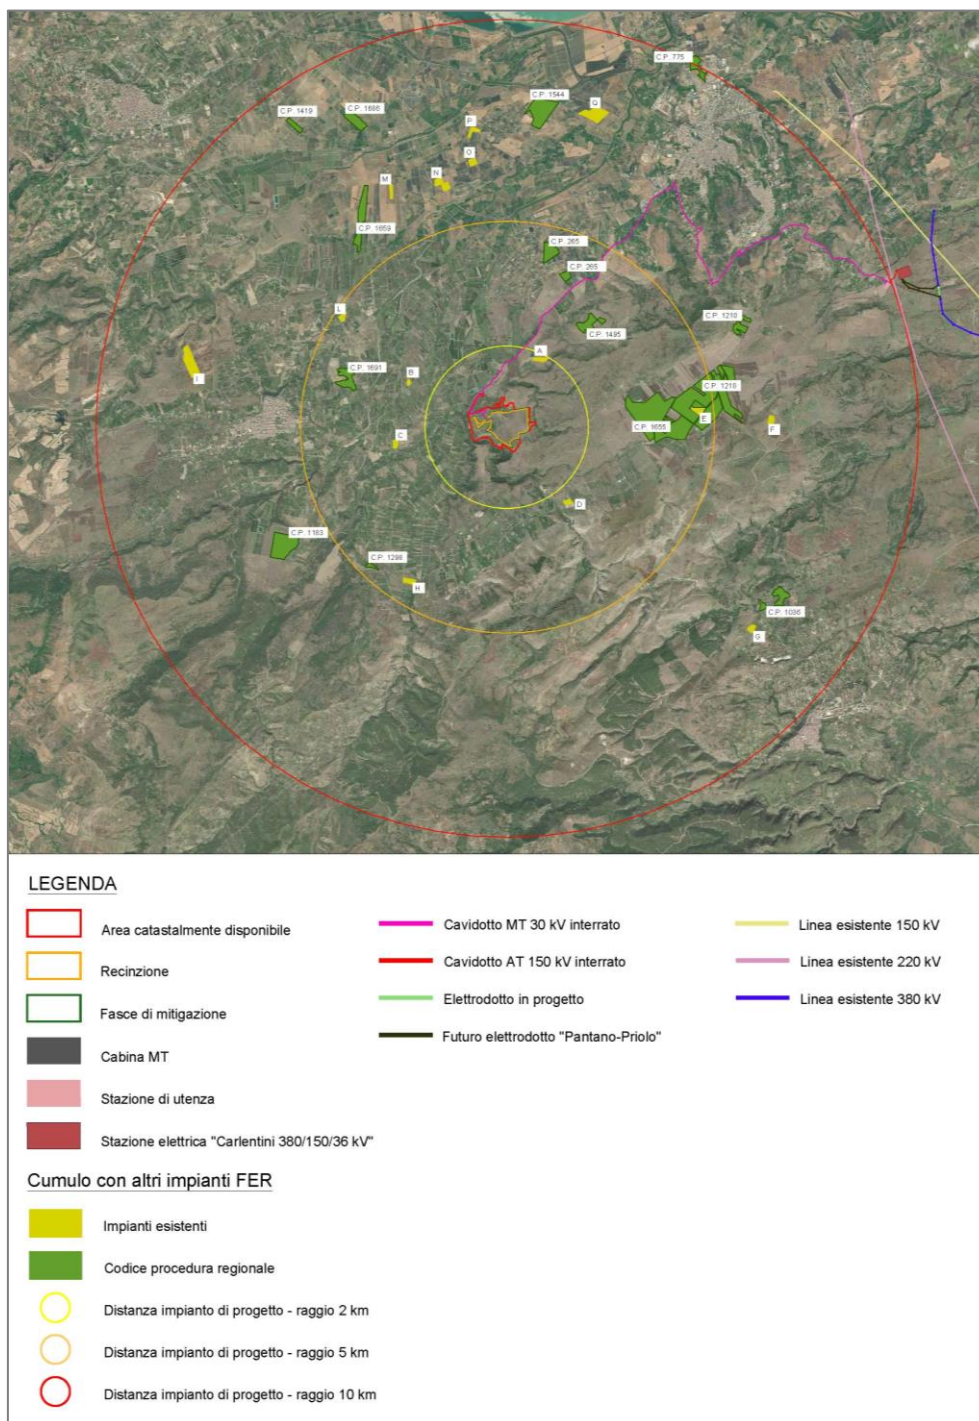 C.P. 775
C.P. 1544
Q
C.P. 1419
C.P. 1686
P
O
N
M
C.P. 1659
C.P. 265
C.P. 265
L
C.P. 1495
C.P. 1210
A
I
C.P. 1691
B
C.P. 1218
E
C.P. 1655
F
C
D
C.P. 1183
C.P. 1298
H
C.P. 1036
G
LEGENDA
Area catastalmente disponibile
Recinzione
Fasce di mitigazione
Cabina MT
Stazione di utenza
Stazione elettrica "Carlentini 380/150/36 kV"
Cavidotto MT 30 kV interrato
Cavidotto AT 150 kV interrato
Elettrodotto in progetto
Futuro elettrodotto "Pantano-Priolo"
Linea esistente 150 kV
Linea esistente 220 kV
Linea esistente 380 kV
Cumulo con altri impianti FER
Impianti esistenti
Codice procedura regionale
Distanza impianto di progetto - raggio 2 km
Distanza impianto di progetto - raggio 5 km
Distanza impianto di progetto - raggio 10 km